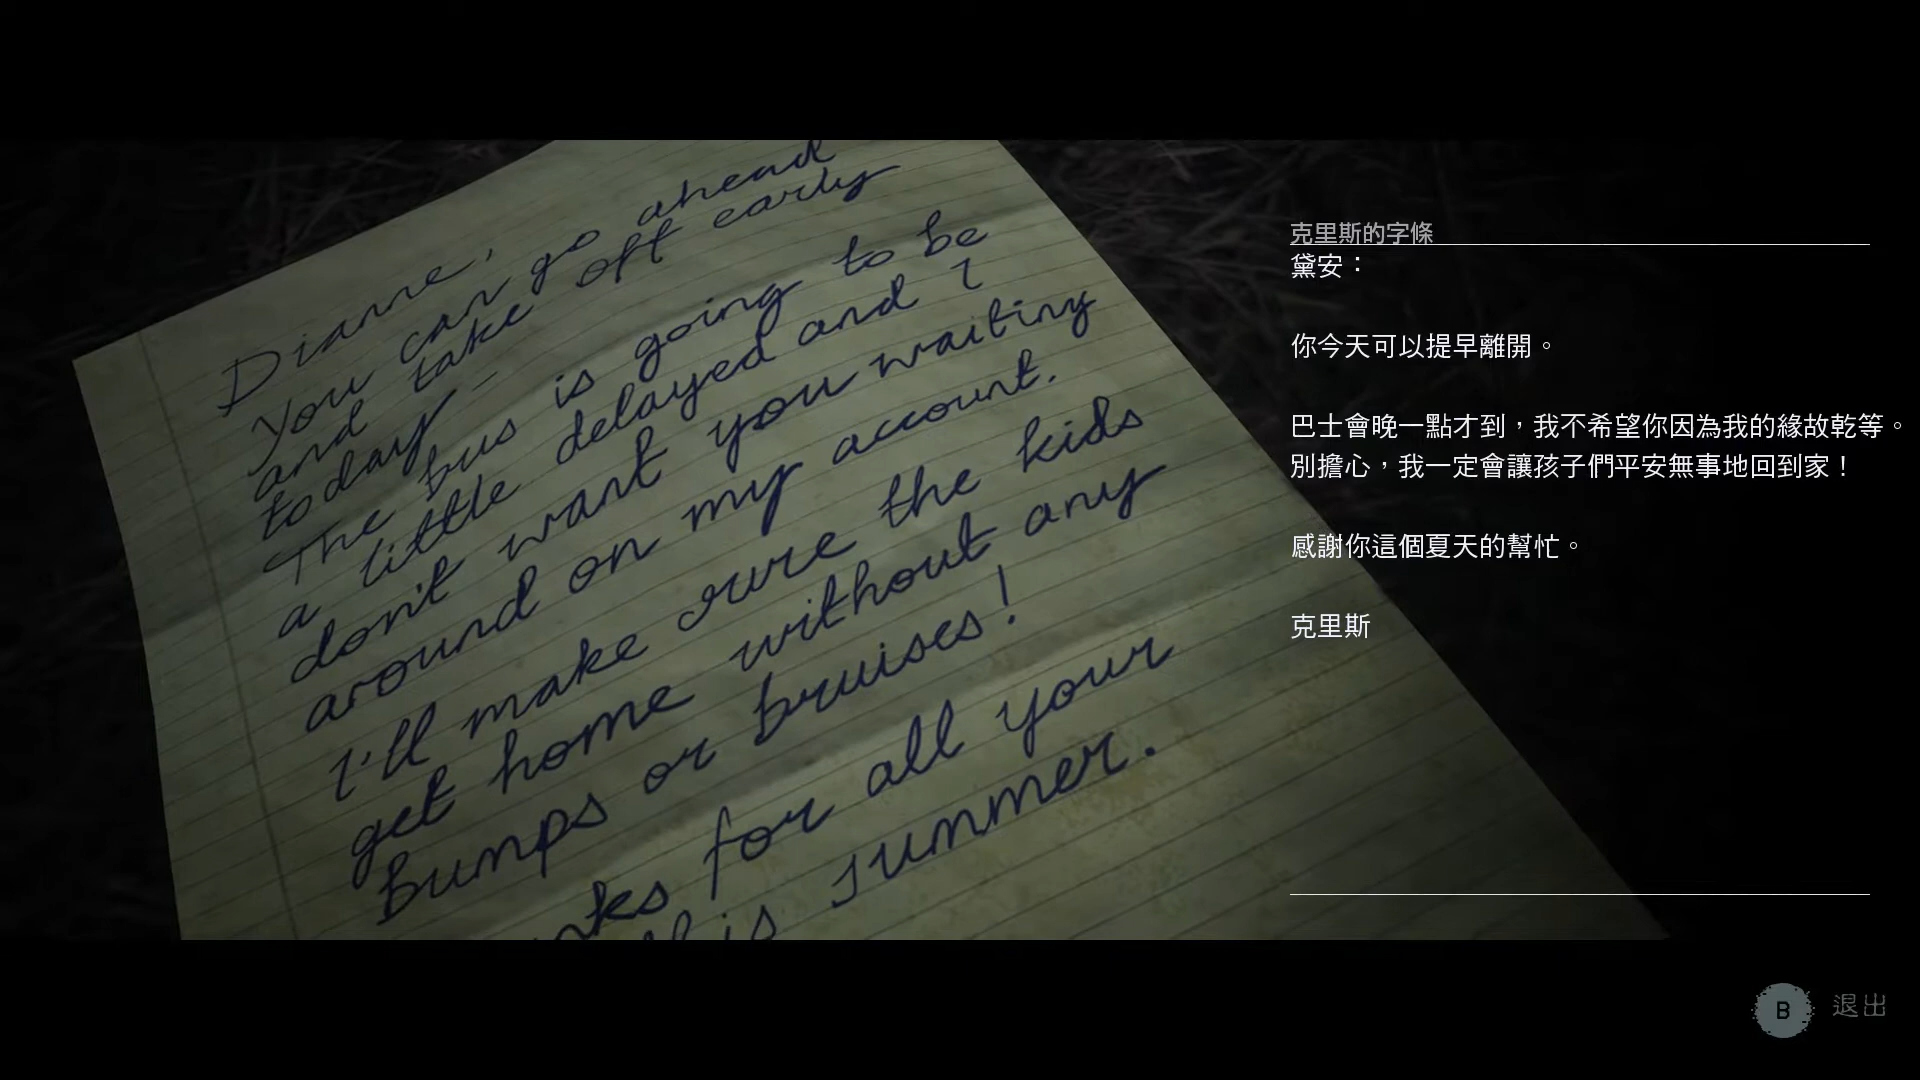 Dianne,
You can go ahead
and take off early
today -
The bus is going to be
a little delayed and I
don't want you waiting
around on my account.
I'll make sure the kids
get home without any
bumps or bruises!
for all your
this summer.
克里斯的字條
黛安：
你今天可以提早離開。
巴士會晚一點才到，我不希望你因為我的緣故乾等。
別擔心，我一定會讓孩子們平安無事地回到家！
感謝你這個夏天的幫忙。
克里斯
B 退出